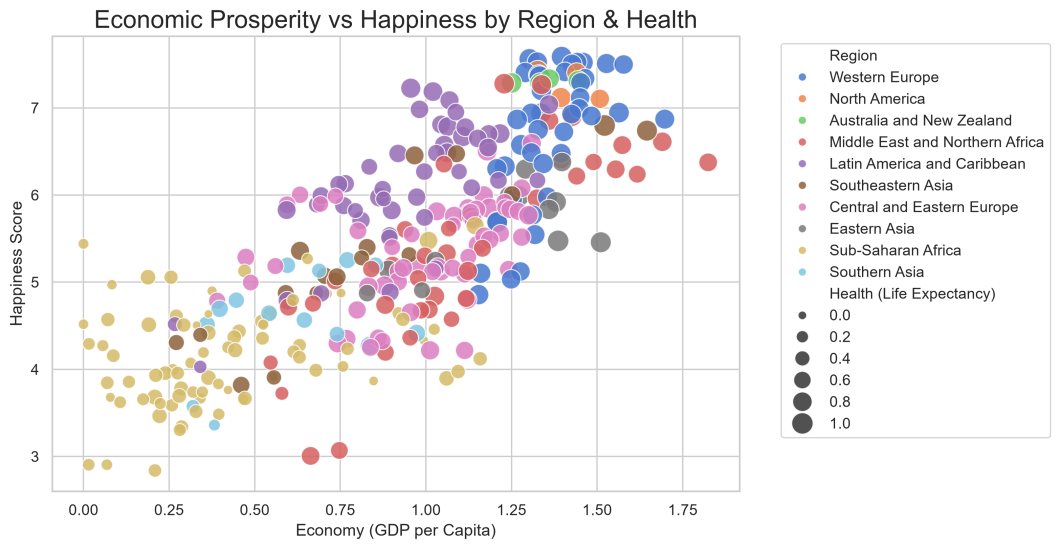 Economic Prosperity vs Happiness by Region & Health
Happiness Score
7
6
5
4
3
0.00 0.25 0.50 0.75 1.00 1.25 1.50 1.75
Economy (GDP per Capita)
Region
Western Europe
North America
Australia and New Zealand
Middle East and Northern Africa
Latin America and Caribbean
Southeastern Asia
Central and Eastern Europe
Eastern Asia
Sub-Saharan Africa
Southern Asia
Health (Life Expectancy)
0.0
0.2
0.4
0.6
0.8
1.0